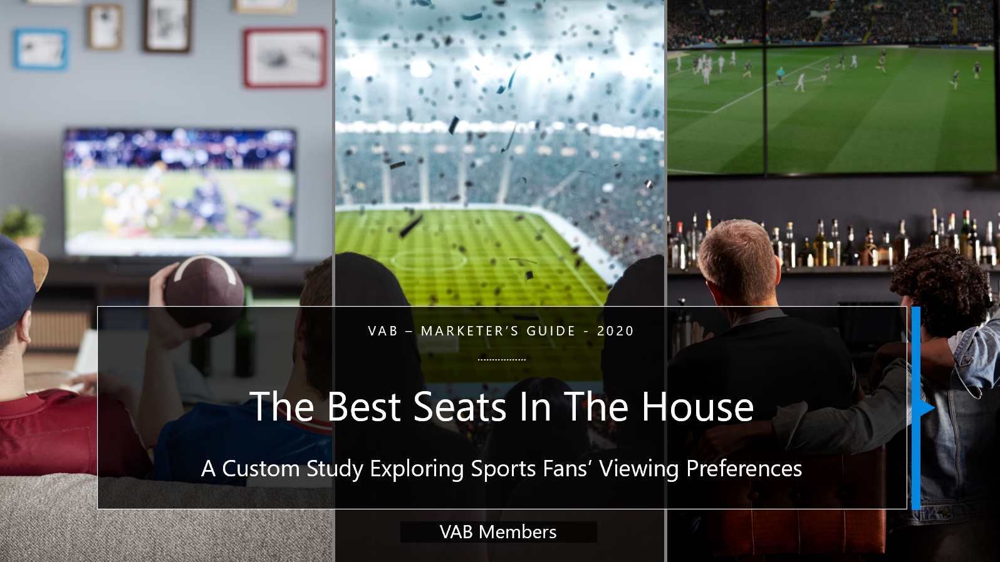 VAB – MARKETER’S GUIDE - 2020
The Best Seats In The House
A Custom Study Exploring Sports Fans’ Viewing Preferences
VAB Members